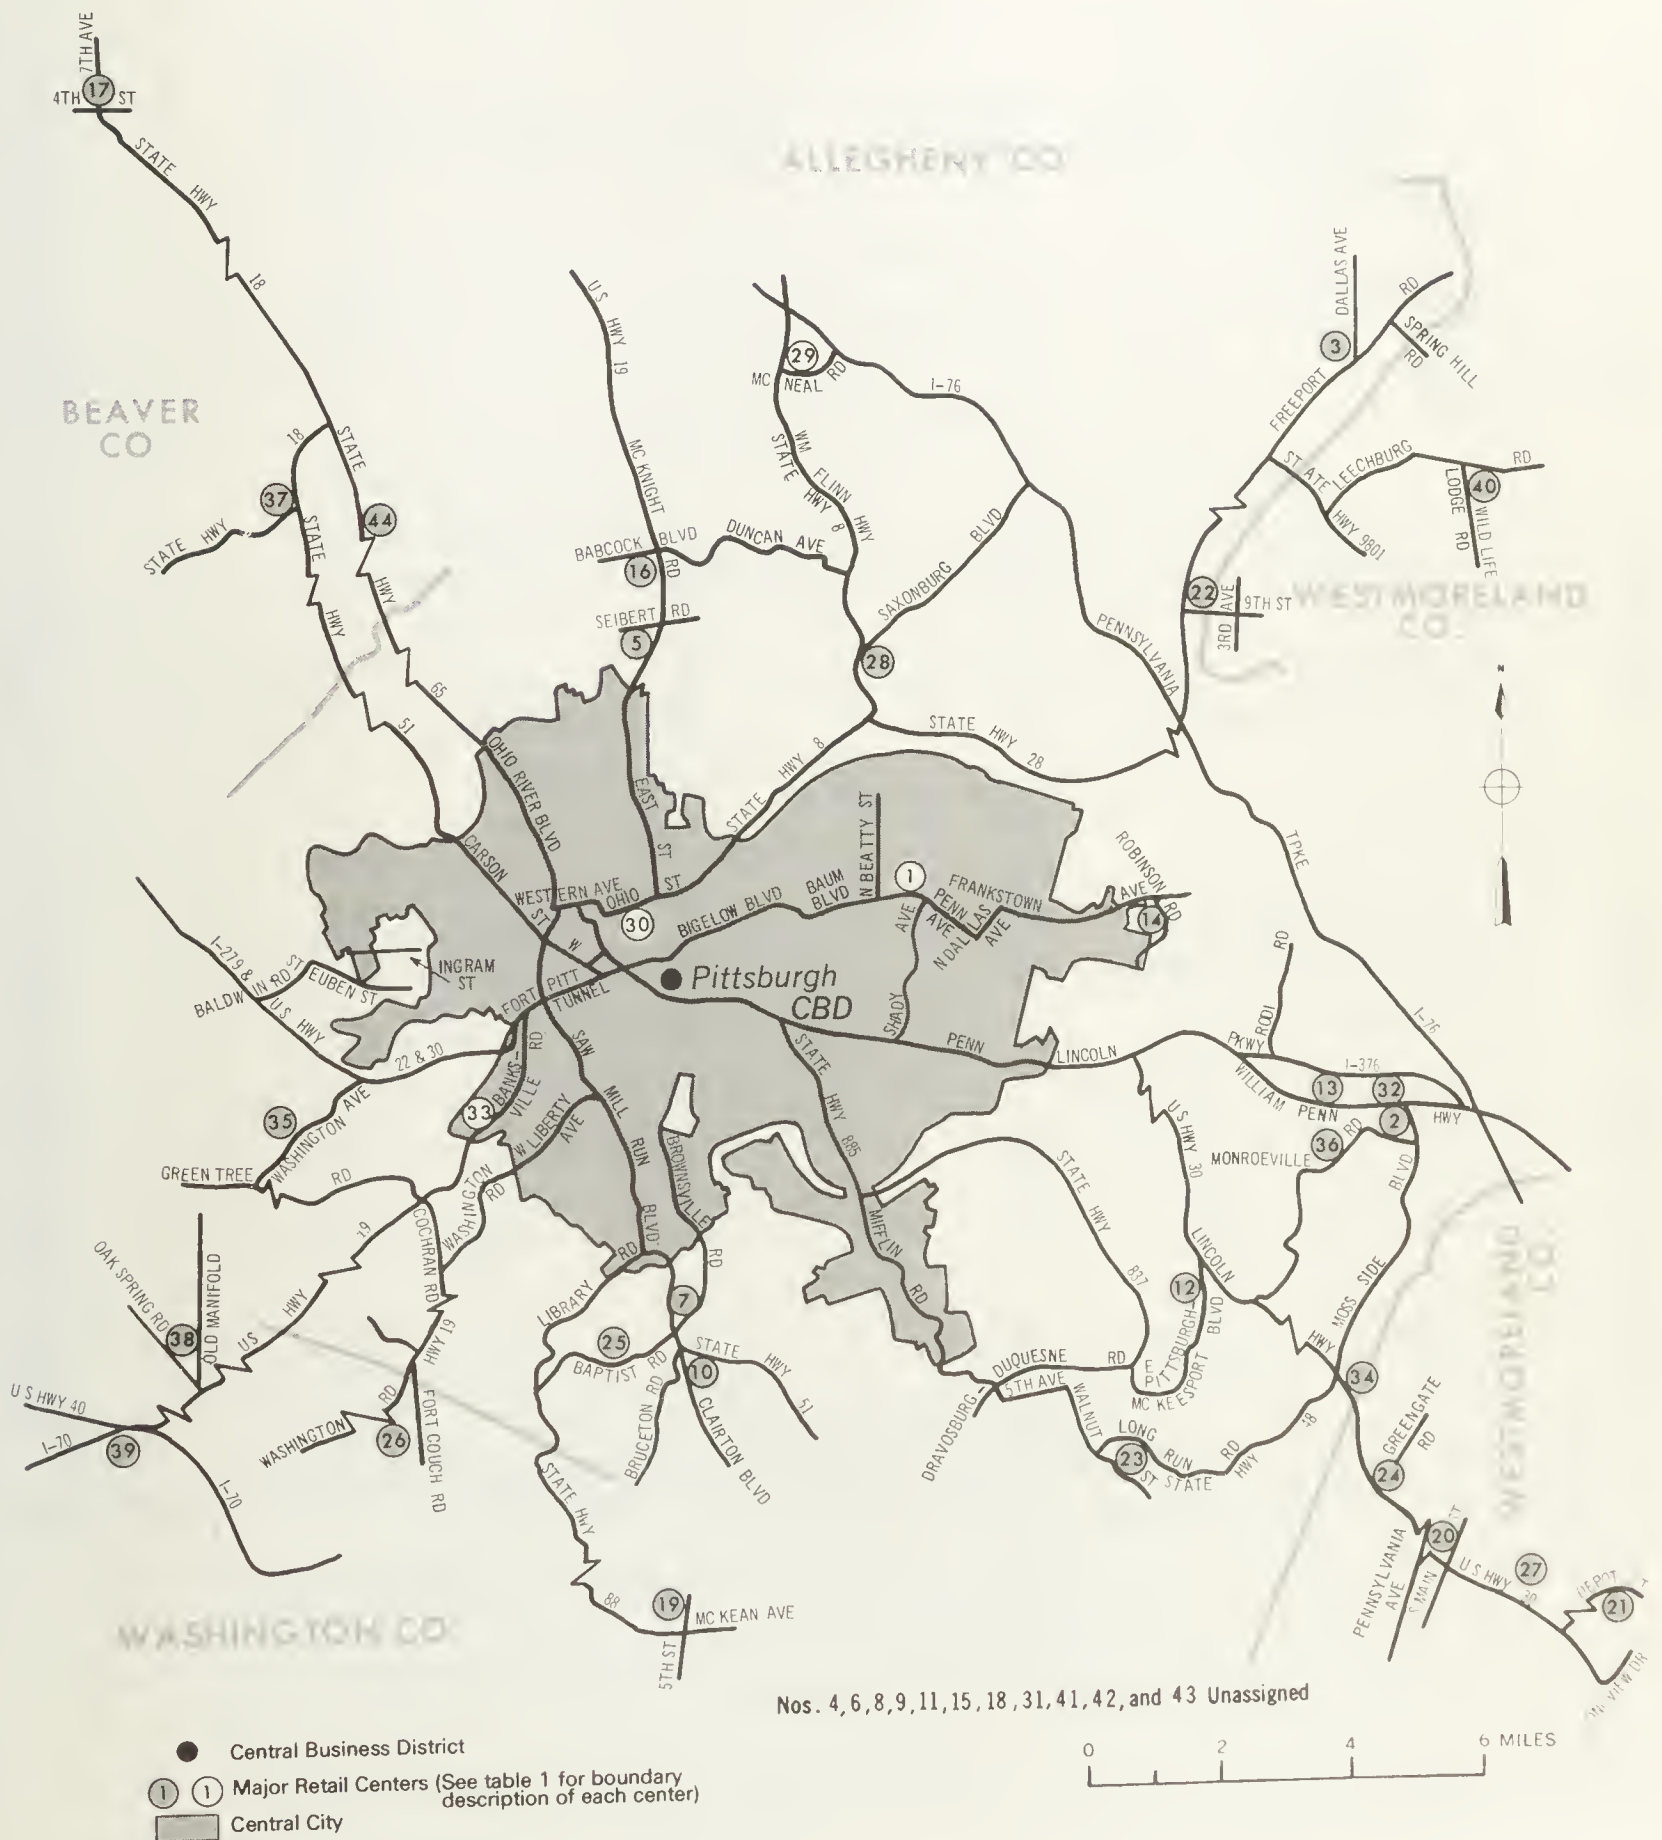 7TH AVE
17
4TH ST
STATE HWY 18
ALLEGHENY CO
BEAVER CO
18
STATE HWY
37
STATE HWY
STATE HWY
44
65
51
US HWY 19
MC KNIGHT RD
BABCOCK BLVD
16
DUNCAN AVE
SEIBERT RD
5
29
MC NEAL RD
I-76
WM FLINN HWY
STATE HWY 8
SAXONBURG BLVD
28
PENNSYLVANIA TPKE
STATE HWY 28
DALLAS AVE
3
FREEPORT RD
SPRING HILL RD
STATE HWY 9801
LEECHBURG RD
40
LODGE RD
WILD LIFE
22
3RD AVE
9TH ST
WESTMORELAND CO.
N
OHIO RIVER BLVD
EAST ST
STATE HWY 8
CARSON ST W
WESTERN AVE
OHIO ST
30
BIGELOW BLVD
BAUM BLVD
N BEATTY ST
1
PENN AVE
FRANKSTOWN AVE
N DALLAS AVE
ROBINSON RD
14
SHADY AVE
INGRAM ST
STEUBEN ST
BALDWIN RD
I-279 & US HWY 22 & 30
FORT PITT TUNNEL
Pittsburgh
CBD
PENN LINCOLN PKWY
RODI RD
I-376
I-76
WILLIAM PENN HWY
13
32
2
36
MONROEVILLE RD
MOSS SIDE BLVD
BANKSVILLE RD
33
35
WASHINGTON AVE
GREEN TREE RD
W LIBERTY AVE
WASHINGTON RD
SAW MILL RUN BLVD
BROWNSVILLE RD
STATE HWY 885
MIFFLIN RD
STATE HWY 837
US HWY 30
LINCOLN HWY
12
E PITTSBURGH-
MC KEESPORT BLVD
COCHRAN RD
US HWY 19
OAK SPRING RD
38
OLD MANIFOLD
U S HWY 40
I-70
39
I-70
HWY 19
WASHINGTON RD
26
FORT COUCH RD
LIBRARY RD
7
25
BAPTIST RD
10
STATE HWY 51
BRUCETON RD
CLAIRTON BLVD
STATE HWY 88
19
MC KEAN AVE
5TH ST
DUQUESNE RD
5TH AVE
DRAVOSBURG-
WALNUT ST
LONG RUN RD
23
STATE HWY 48
34
GREENGATE RD
24
PENNSYLVANIA AVE
20
S MAIN ST
27
U S HWY
DEPOT
21
VIEW DR
WESTMORELAND CO.
WASHINGTON CO.
Nos. 4,6,8,9,11,15,18,31,41,42,and 43 Unassigned
0 2 4 6 MILES
Central Business District
1 1 Major Retail Centers (See table 1 for boundary
description of each center)
Central City